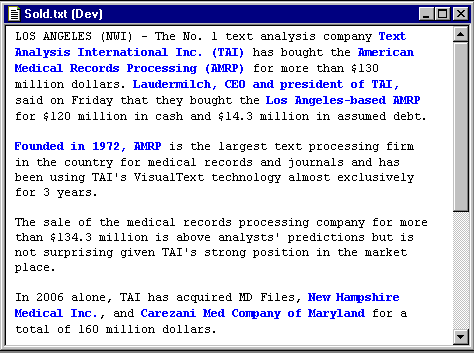 Sold.txt (Dev)
LOS ANGELES (NWI) - The No. 1 text analysis company Text
Analysis International Inc. (TAI) has bought the American
Medical Records Processing (AMRP) for more than $130
million dollars. Laudermilch, CEO and president of TAI,
said on Friday that they bought the Los Angeles-based AMRP
for $120 million in cash and $14.3 million in assumed debt.
Founded in 1972, AMRP is the largest text processing firm
in the country for medical records and journals and has
been using TAI's VisualText technology almost exclusively
for 3 years.
The sale of the medical records processing company for more
than $134.3 million is above analysts' predictions but is
not surprising given TAI's strong position in the market
place.
In 2006 alone, TAI has acquired MD Files, New Hampshire
Medical Inc., and Carezani Med Company of Maryland for a
total of 160 million dollars.